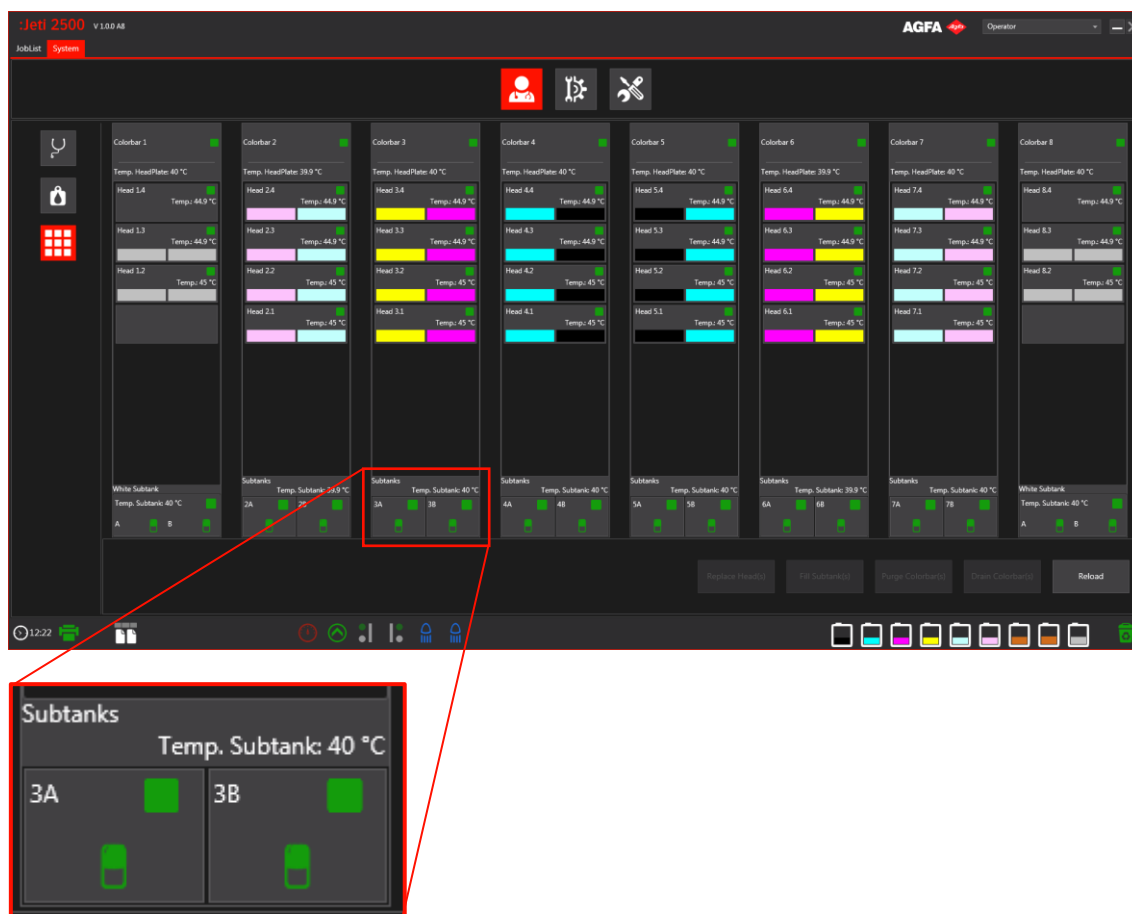 :Jeti 2500 V 1.0.0 A8
AGFA
Agfa
Operator
JobList System
Colorbar 1
Temp. HeadPlate: 40 °C
Head 1.4
Temp.: 44.9 °C
Head 1.3
Temp.: 44.9 °C
Head 1.2
Temp.: 45 °C
White Subtank
Temp. Subtank: 40 °C
A B
Colorbar 2
Temp. HeadPlate: 39.9 °C
Head 2.4
Temp.: 44.9 °C
Head 2.3
Temp.: 44.9 °C
Head 2.2
Temp.: 45 °C
Head 2.1
Temp.: 45 °C
Subtanks
Temp. Subtank: 39.9 °C
2A 2B
Colorbar 3
Temp. HeadPlate: 40 °C
Head 3.4
Temp.: 44.9 °C
Head 3.3
Temp.: 44.9 °C
Head 3.2
Temp.: 45 °C
Head 3.1
Temp.: 45 °C
Subtanks
Temp. Subtank: 40 °C
3A 3B
Colorbar 4
Temp. HeadPlate: 40 °C
Head 4.4
Temp.: 44.9 °C
Head 4.3
Temp.: 44.9 °C
Head 4.2
Temp.: 45 °C
Head 4.1
Temp.: 45 °C
Subtanks
Temp. Subtank: 40 °C
4A 4B
Colorbar 5
Temp. HeadPlate: 40 °C
Head 5.4
Temp.: 44.9 °C
Head 5.3
Temp.: 44.9 °C
Head 5.2
Temp.: 45 °C
Head 5.1
Temp.: 45 °C
Subtanks
Temp. Subtank: 40 °C
5A 5B
Colorbar 6
Temp. HeadPlate: 39.9 °C
Head 6.4
Temp.: 44.9 °C
Head 6.3
Temp.: 44.9 °C
Head 6.2
Temp.: 45 °C
Head 6.1
Temp.: 45 °C
Subtanks
Temp. Subtank: 39.9 °C
6A 6B
Colorbar 7
Temp. HeadPlate: 40 °C
Head 7.4
Temp.: 44.9 °C
Head 7.3
Temp.: 44.9 °C
Head 7.2
Temp.: 45 °C
Head 7.1
Temp.: 45 °C
Subtanks
Temp. Subtank: 40 °C
7A 7B
Colorbar 8
Temp. HeadPlate: 40 °C
Head 8.4
Temp.: 44.9 °C
Head 8.3
Temp.: 44.9 °C
Head 8.2
Temp.: 45 °C
White Subtank
Temp. Subtank: 40 °C
A B
Replace Head(s) Fill Subtank(s) Purge Colorbar(s) Drain Colorbar(s) Reload
12:22
Subtanks
Temp. Subtank: 40 °C
3A 3B